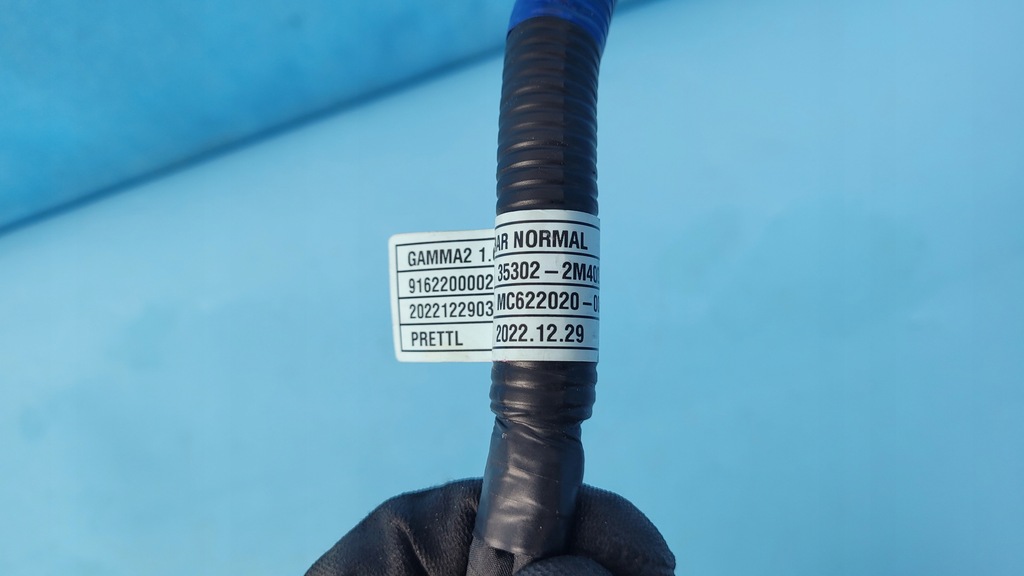 GAMMA2 1.
9162200002
2022122903
PRETTL
AR NORMAL
35302-2M40
MC622020-0
2022.12.29